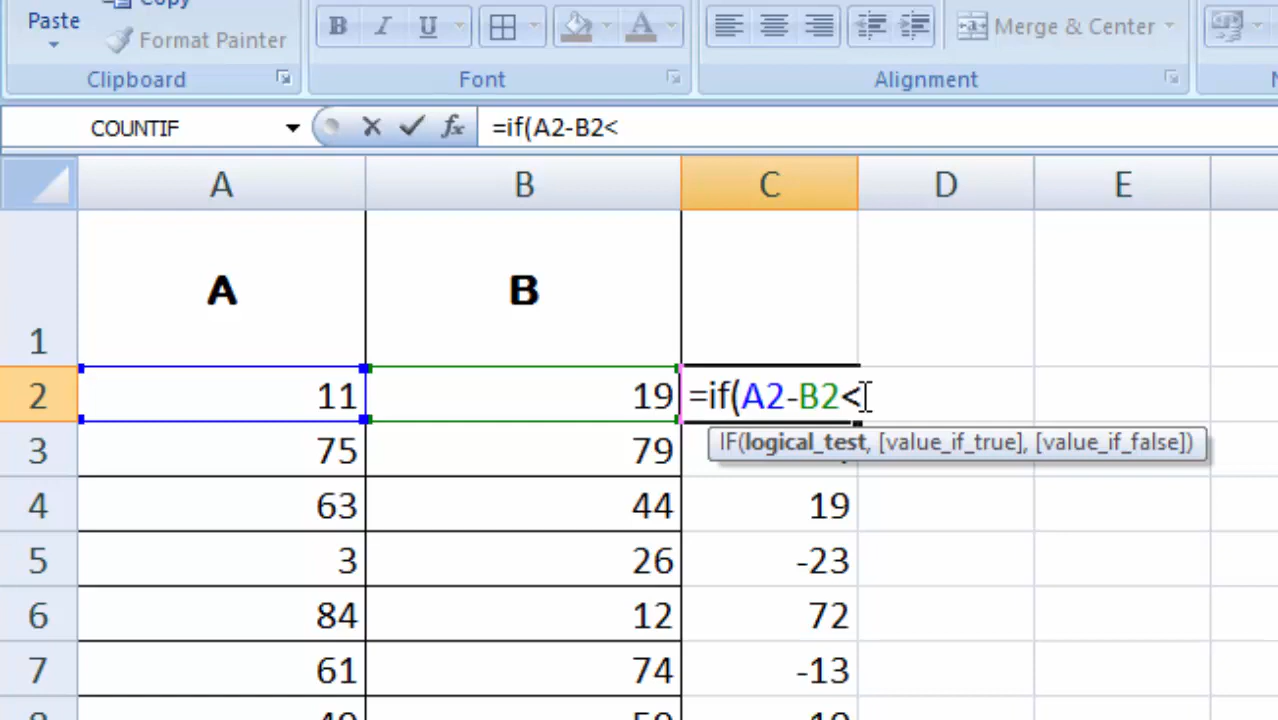 Paste
Copy
Format Painter
B I U A
Merge & Center
Clipboard
Font
Alignment
COUNTIF
fx
=if(A2-B2<
A B C D E
1 A B
2 11 19 =if(A2-B2<
IF(logical_test, [value_if_true], [value_if_false])
3 75 79
4 63 44 19
5 3 26 -23
6 84 12 72
7 61 74 -13